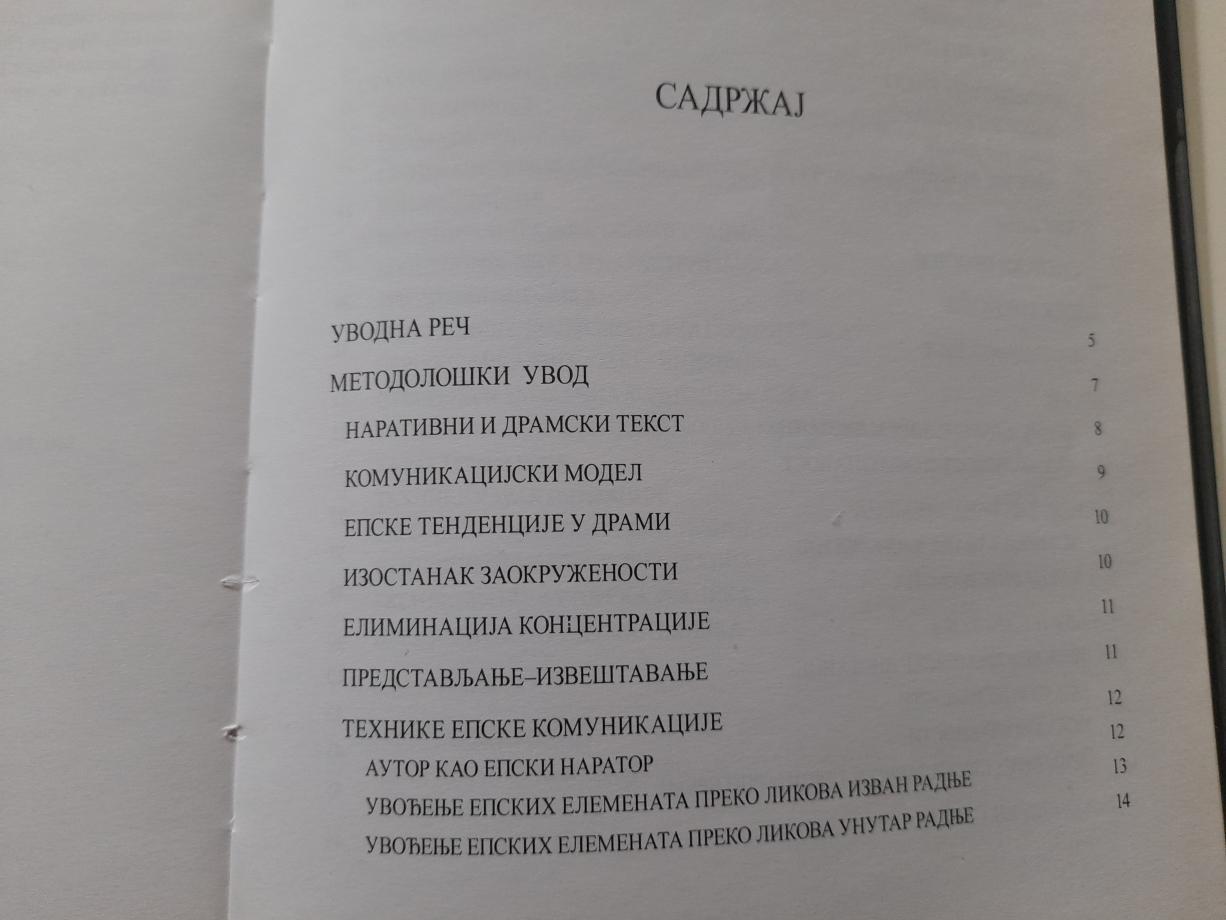 САДРЖАЈ
УВОДНА РЕЧ 5
МЕТОДОЛОШКИ УВОД 7
НАРАТИВНИ И ДРАМСКИ ТЕКСТ 8
КОМУНИКАЦИЈСКИ МОДЕЛ 9
ЕПСКЕ ТЕНДЕНЦИЈЕ У ДРАМИ 10
ИЗОСТАНАК ЗАОКРУЖЕНОСТИ 10
ЕЛИМИНАЦИЈА КОНЦЕНТРАЦИЈЕ 11
ПРЕДСТАВЉАЊЕ–ИЗВЕШТАВАЊЕ 11
ТЕХНИКЕ ЕПСКЕ КОМУНИКАЦИЈЕ 12
АУТОР КАО ЕПСКИ НАРАТОР 12
УВОЂЕЊЕ ЕПСКИХ ЕЛЕМЕНАТА ПРЕКО ЛИКОВА ИЗВАН РАДЊЕ 13
УВОЂЕЊЕ ЕПСКИХ ЕЛЕМЕНАТА ПРЕКО ЛИКОВА УНУТАР РАДЊЕ 14